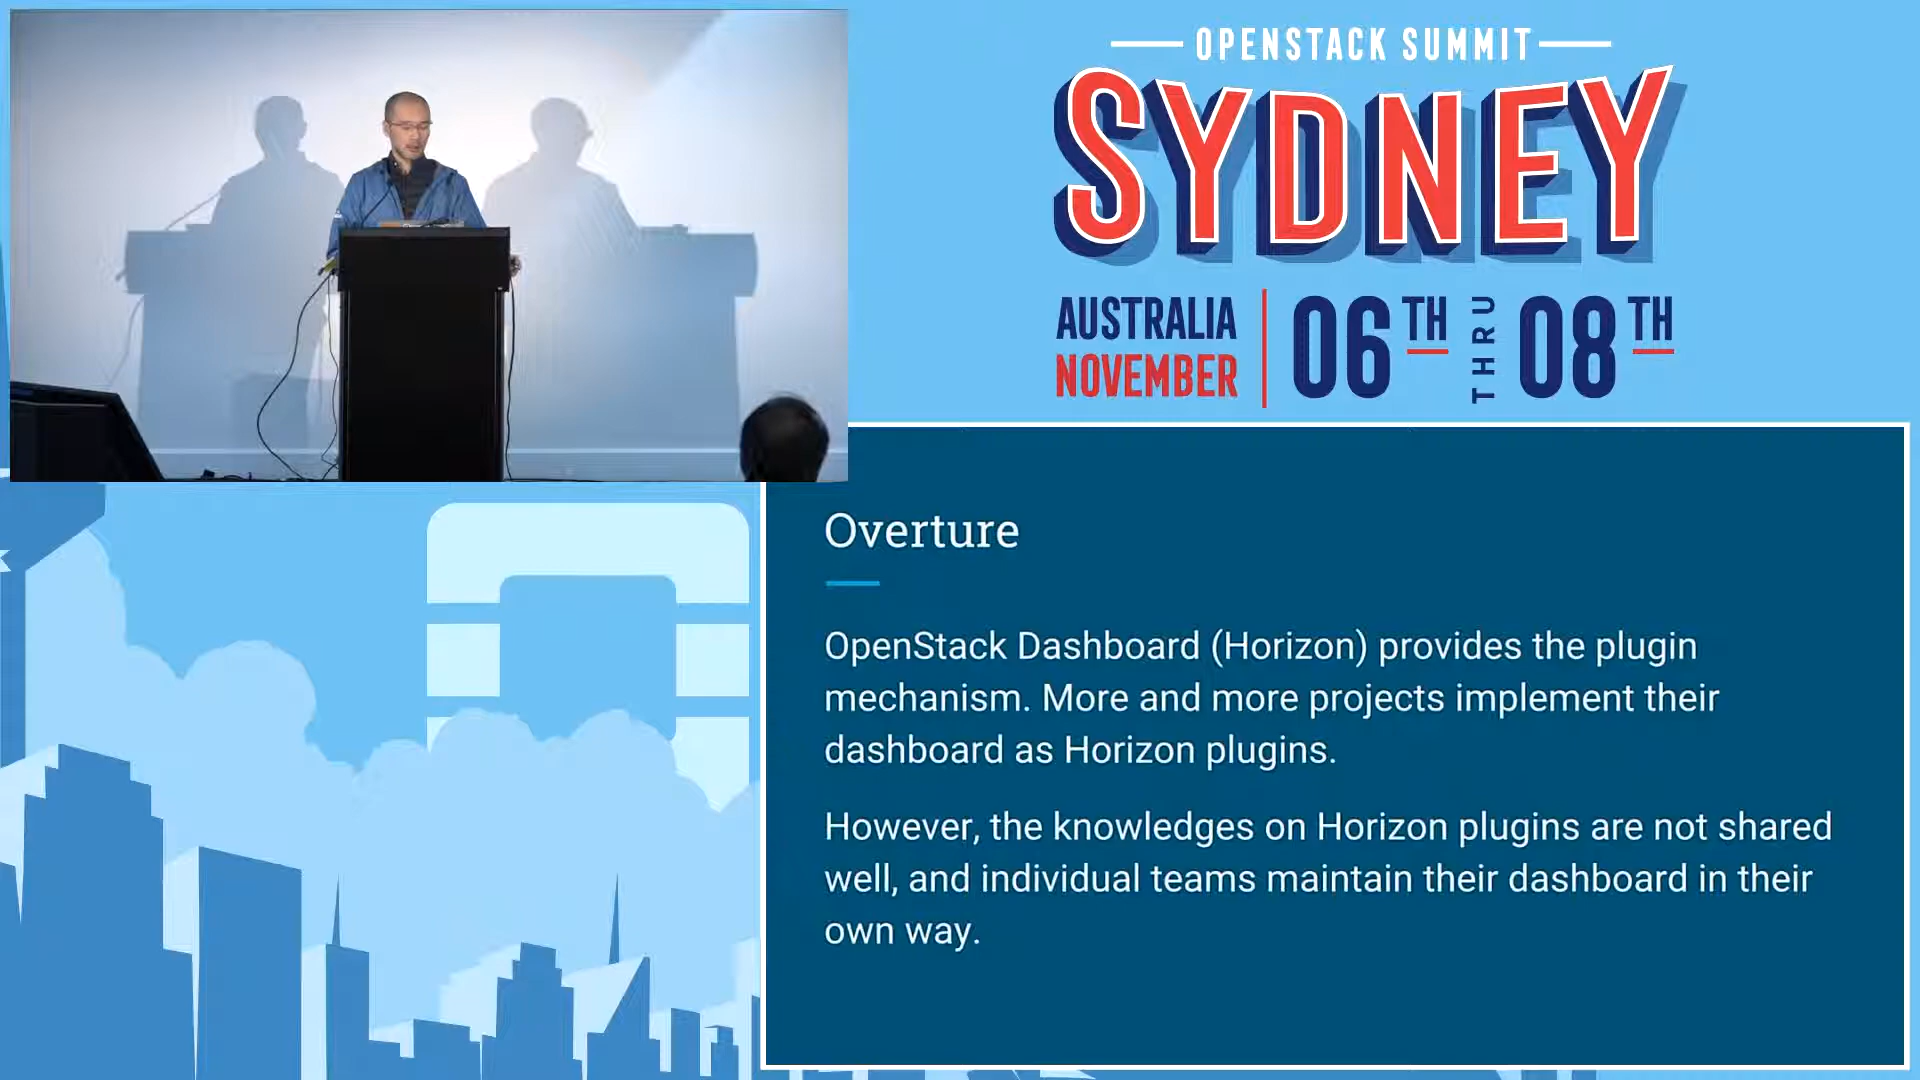 OPENSTACK SUMMIT
SYDNEY
AUSTRALIA
NOVEMBER
06TH THRU 08TH
Overture
OpenStack Dashboard (Horizon) provides the plugin
mechanism. More and more projects implement their
dashboard as Horizon plugins.
However, the knowledges on Horizon plugins are not shared
well, and individual teams maintain their dashboard in their
own way.